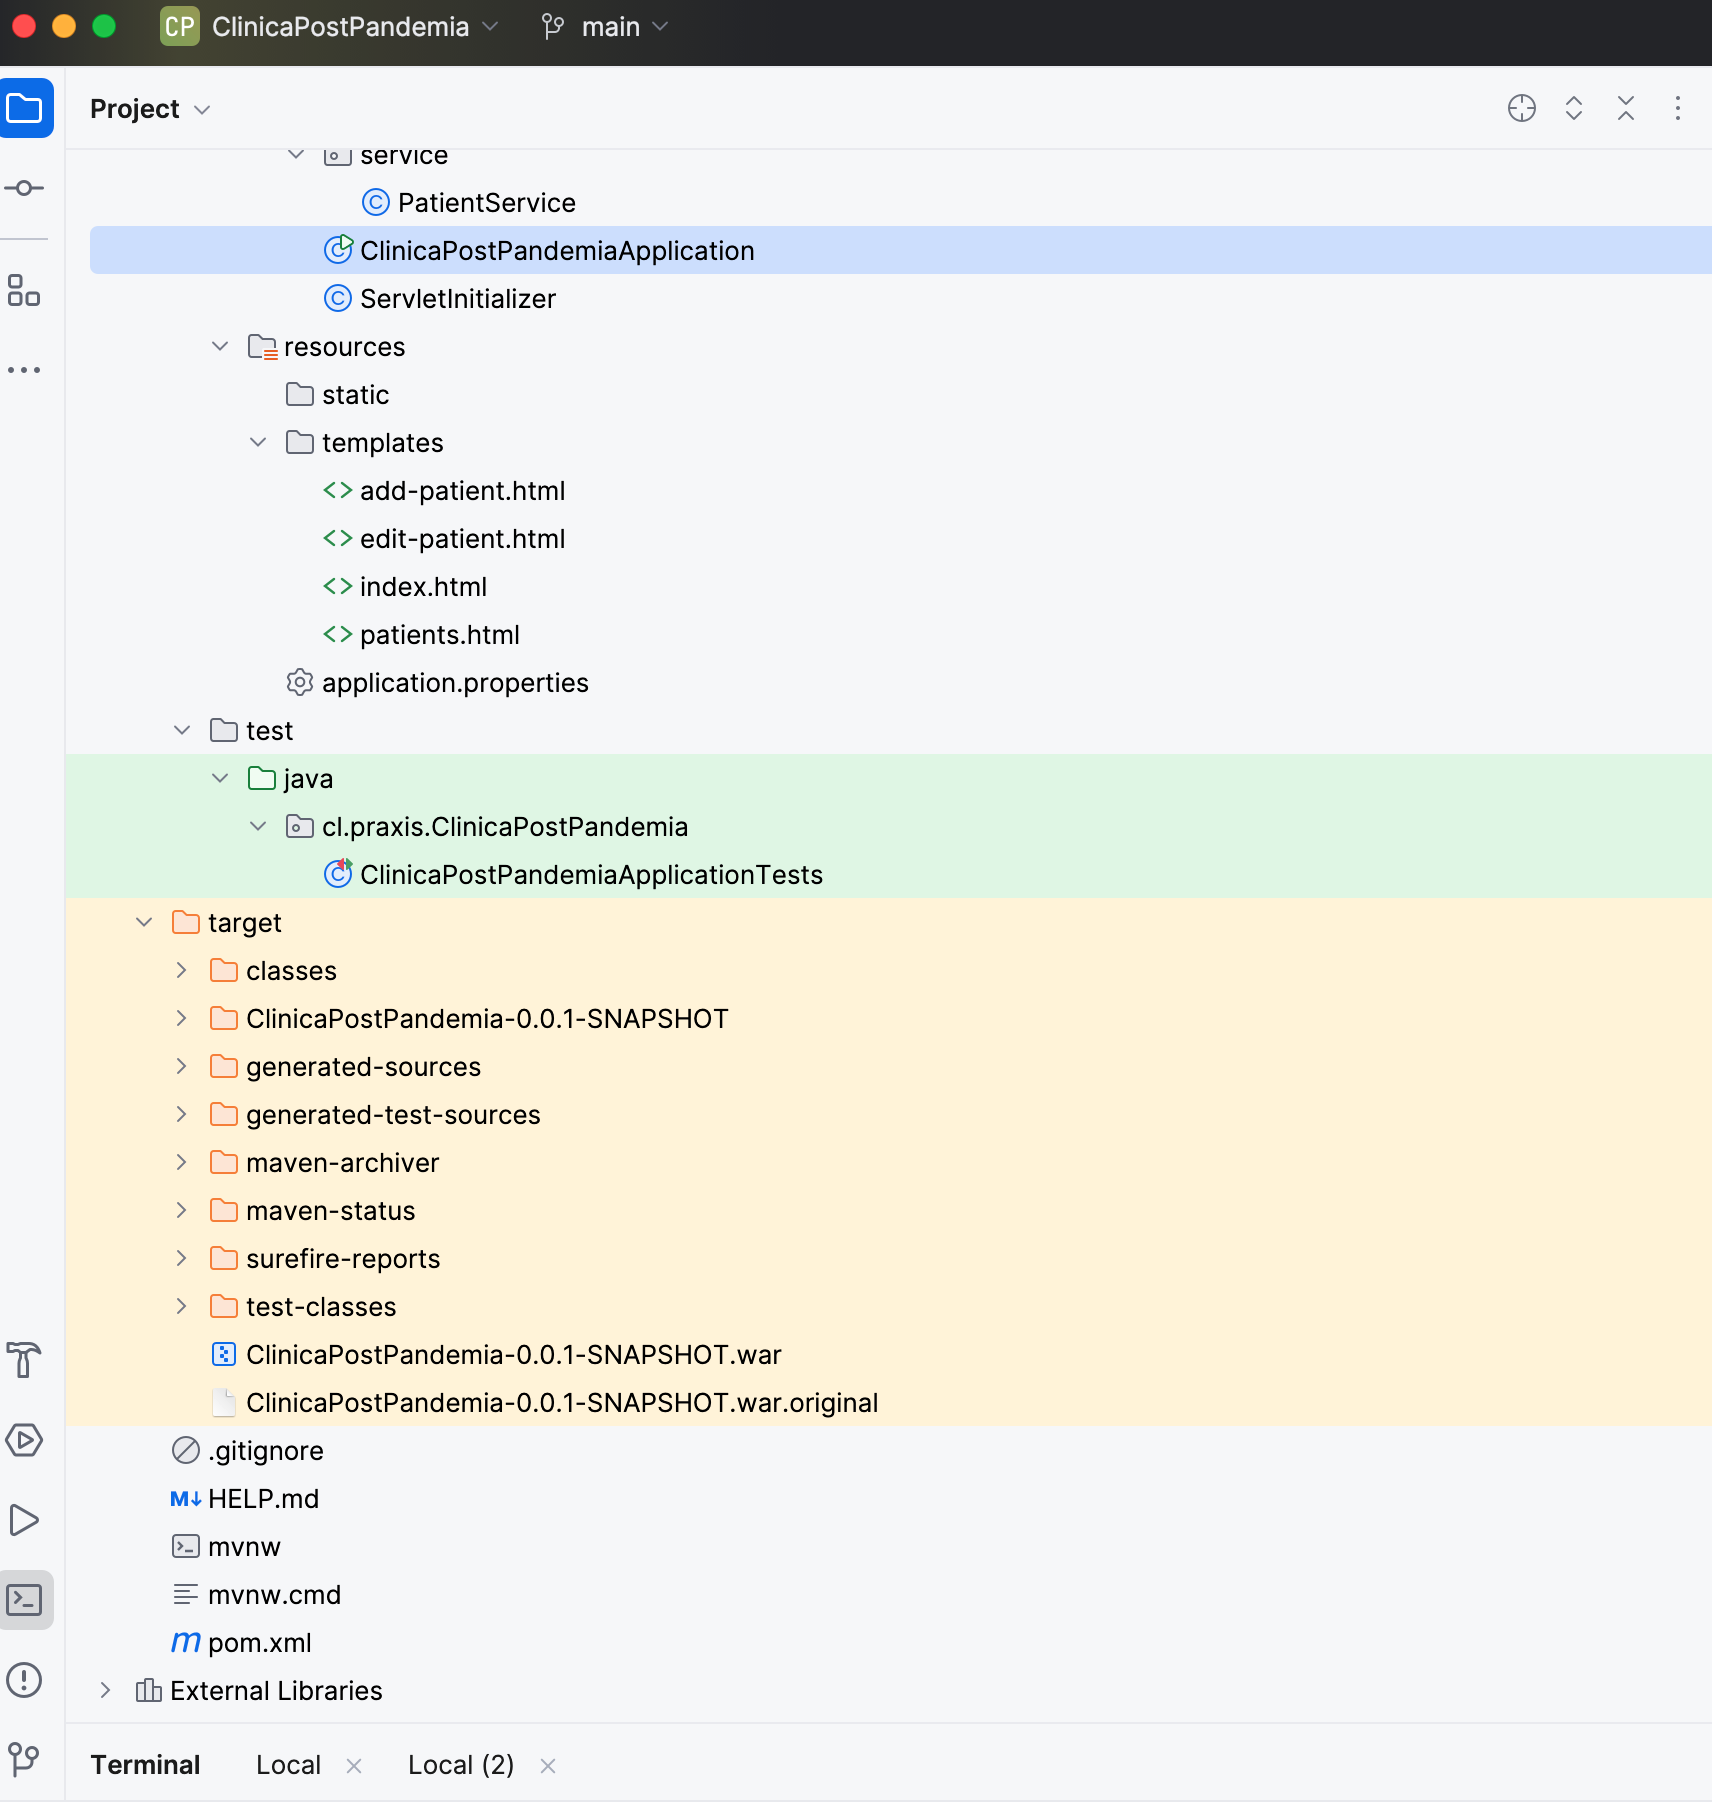 CP ClinicaPostPandemia main
Project
service
PatientService
ClinicaPostPandemiaApplication
ServletInitializer
resources
static
templates
add-patient.html
edit-patient.html
index.html
patients.html
application.properties
test
java
cl.praxis.ClinicaPostPandemia
ClinicaPostPandemiaApplicationTests
target
classes
ClinicaPostPandemia-0.0.1-SNAPSHOT
generated-sources
generated-test-sources
maven-archiver
maven-status
surefire-reports
test-classes
ClinicaPostPandemia-0.0.1-SNAPSHOT.war
ClinicaPostPandemia-0.0.1-SNAPSHOT.war.original
.gitignore
HELP.md
mvnw
mvnw.cmd
pom.xml
External Libraries
Terminal Local Local (2)